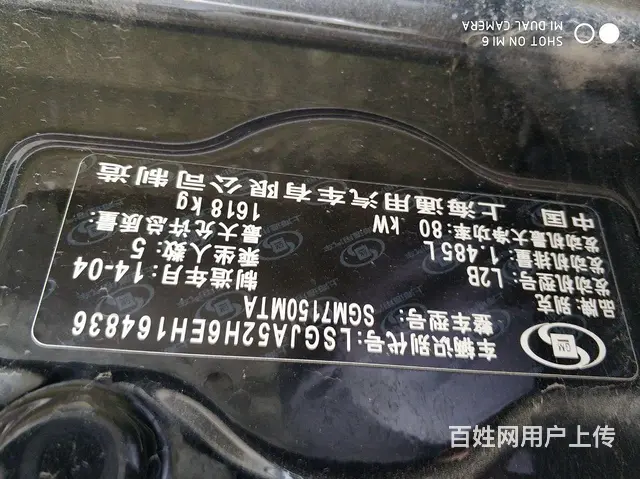 车辆识别代号:LSGJA52H6EH164836
整车型号: SGM7150MTA
品牌:别克
制造年月:14-04
发动机型号:L2B
乘坐人数:5
发动机排量:1.485L
最大允许总质量:
1618kg
发动机最大净功率:80 kW
中国 上海通用汽车有限公司制造
GM
SHOT ON MI 6
MI DUAL CAMERA
百姓网用户上传